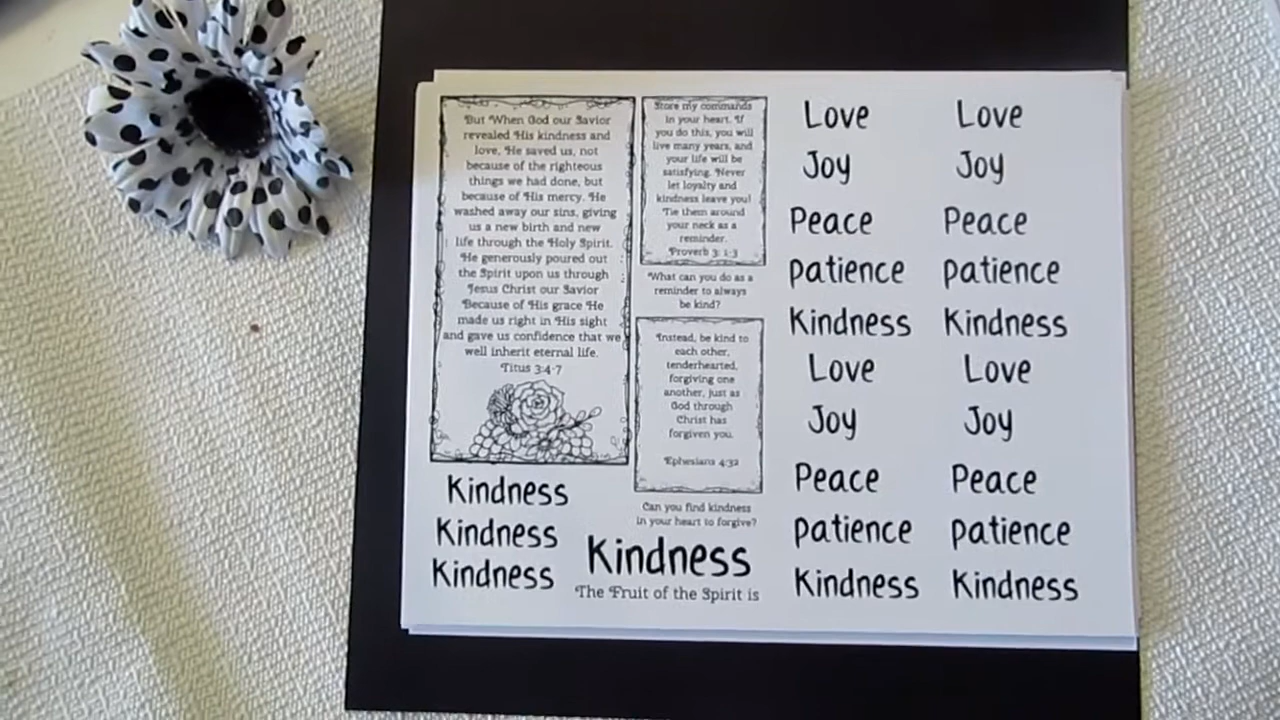 But When God our Savior
revealed His kindness and
love, He saved us, not
because of the righteous
things we had done, but
because of His mercy. He
washed away our sins, giving
us a new birth and new
life through the Holy Spirit.
He generously poured out
the Spirit upon us through
Jesus Christ our Savior
Because of His grace He
made us right in His sight
and gave us confidence that we
well inherit eternal life.
Titus 3:4-7
Kindness
Kindness
Kindness
Store my commands
in your heart. If
you do this, you will
live many years, and
your life will be
satisfying. Never
let loyalty and
kindness leave you!
Tie them around
your neck as a
reminder.
Proverb 3: 1-3
What can you do as a
reminder to always
be kind?
Instead, be kind to
each other,
tenderhearted,
forgiving one
another, just as
God through
Christ has
forgiven you.
Ephesians 4:32
Can you find kindness
in your heart to forgive?
Kindness
The Fruit of the Spirit is
Love Love
Joy Joy
Peace Peace
patience patience
Kindness Kindness
Love Love
Joy Joy
Peace Peace
patience patience
Kindness Kindness